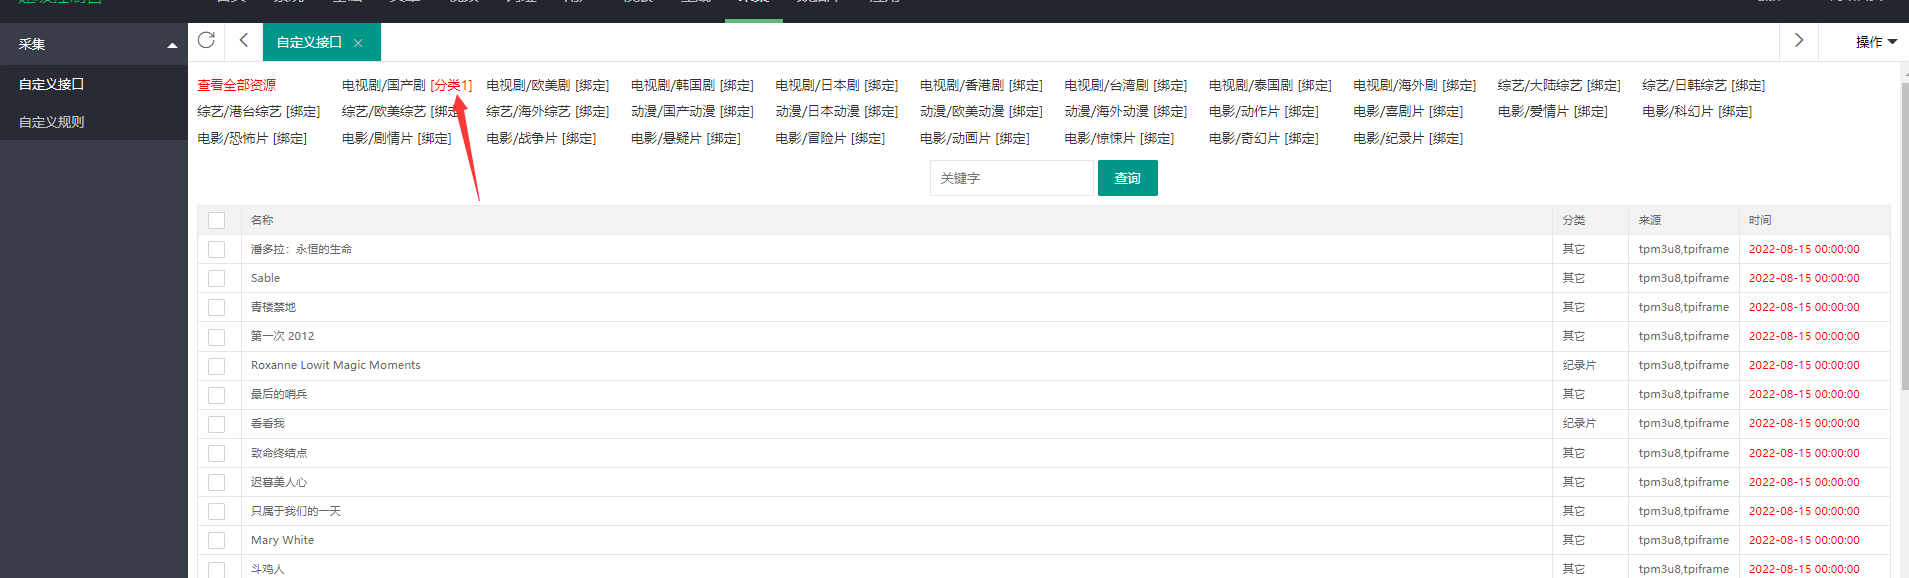 采集
自定义接口
自定义规则
自定义接口 ×
操作
查看全部资源 电视剧/国产剧 [分类1] 电视剧/欧美剧 [绑定] 电视剧/韩国剧 [绑定] 电视剧/日本剧 [绑定] 电视剧/香港剧 [绑定] 电视剧/台湾剧 [绑定] 电视剧/泰国剧 [绑定] 电视剧/海外剧 [绑定] 综艺/大陆综艺 [绑定] 综艺/日韩综艺 [绑定]
综艺/港台综艺 [绑定] 综艺/欧美综艺 [绑定] 综艺/海外综艺 [绑定] 动漫/国产动漫 [绑定] 动漫/日本动漫 [绑定] 动漫/欧美动漫 [绑定] 动漫/海外动漫 [绑定] 电影/动作片 [绑定] 电影/喜剧片 [绑定] 电影/爱情片 [绑定] 电影/科幻片 [绑定]
电影/恐怖片 [绑定] 电影/剧情片 [绑定] 电影/战争片 [绑定] 电影/悬疑片 [绑定] 电影/冒险片 [绑定] 电影/动画片 [绑定] 电影/惊悚片 [绑定] 电影/奇幻片 [绑定] 电影/纪录片 [绑定]
关键字 查询
名称 分类 来源 时间
潘多拉：永恒的生命 其它 tpm3u8,tpiframe 2022-08-15 00:00:00
Sable 其它 tpm3u8,tpiframe 2022-08-15 00:00:00
青楼禁地 其它 tpm3u8,tpiframe 2022-08-15 00:00:00
第一次 2012 其它 tpm3u8,tpiframe 2022-08-15 00:00:00
Roxanne Lowit Magic Moments 纪录片 tpm3u8,tpiframe 2022-08-15 00:00:00
最后的哨兵 其它 tpm3u8,tpiframe 2022-08-15 00:00:00
看看我 纪录片 tpm3u8,tpiframe 2022-08-15 00:00:00
致命终结点 其它 tpm3u8,tpiframe 2022-08-15 00:00:00
迟暮美人心 其它 tpm3u8,tpiframe 2022-08-15 00:00:00
只属于我们的一天 其它 tpm3u8,tpiframe 2022-08-15 00:00:00
Mary White 其它 tpm3u8,tpiframe 2022-08-15 00:00:00
斗鸡人 其它 tpm3u8,tpiframe 2022-08-15 00:00:00